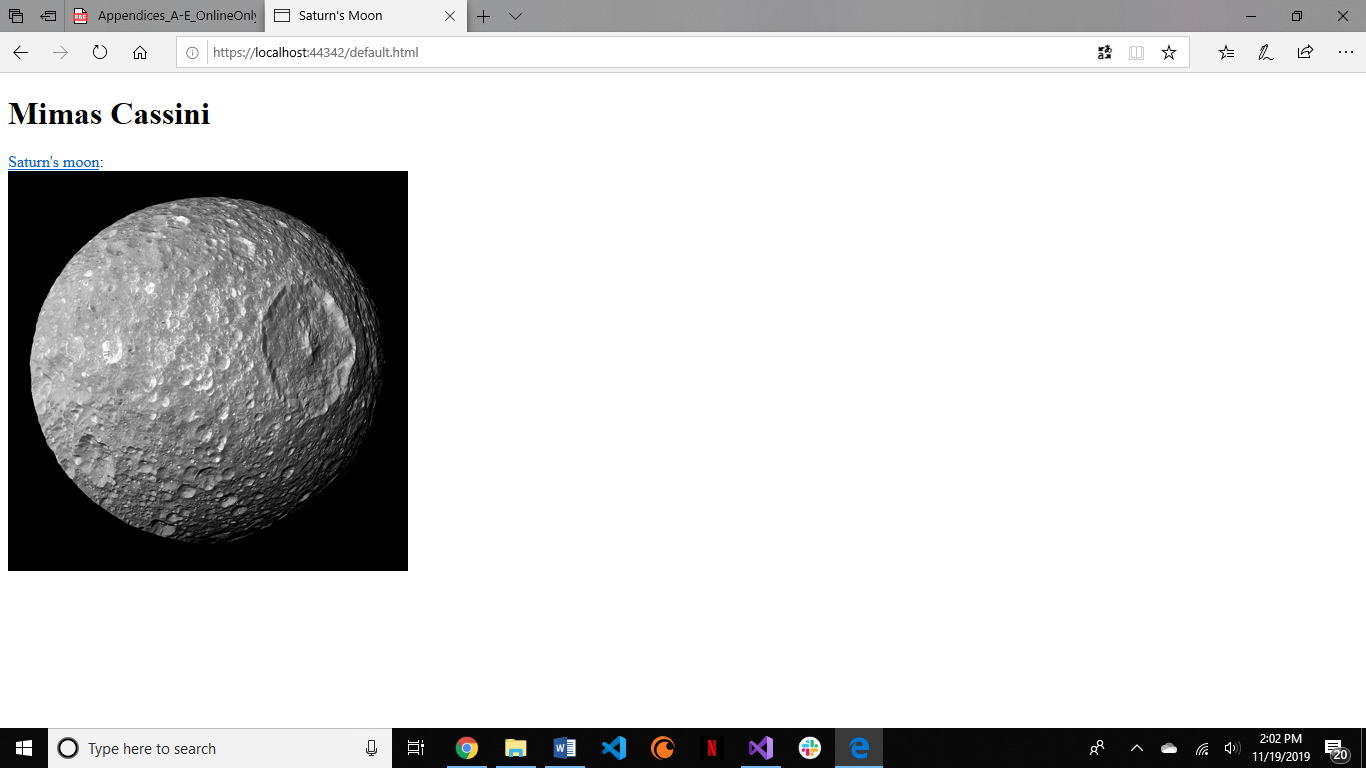 Appendices_A-E_OnlineOnly
Saturn's Moon
https://localhost:44342/default.html
Mimas Cassini
Saturn's moon:
Type here to search
2:02 PM
11/19/2019
20